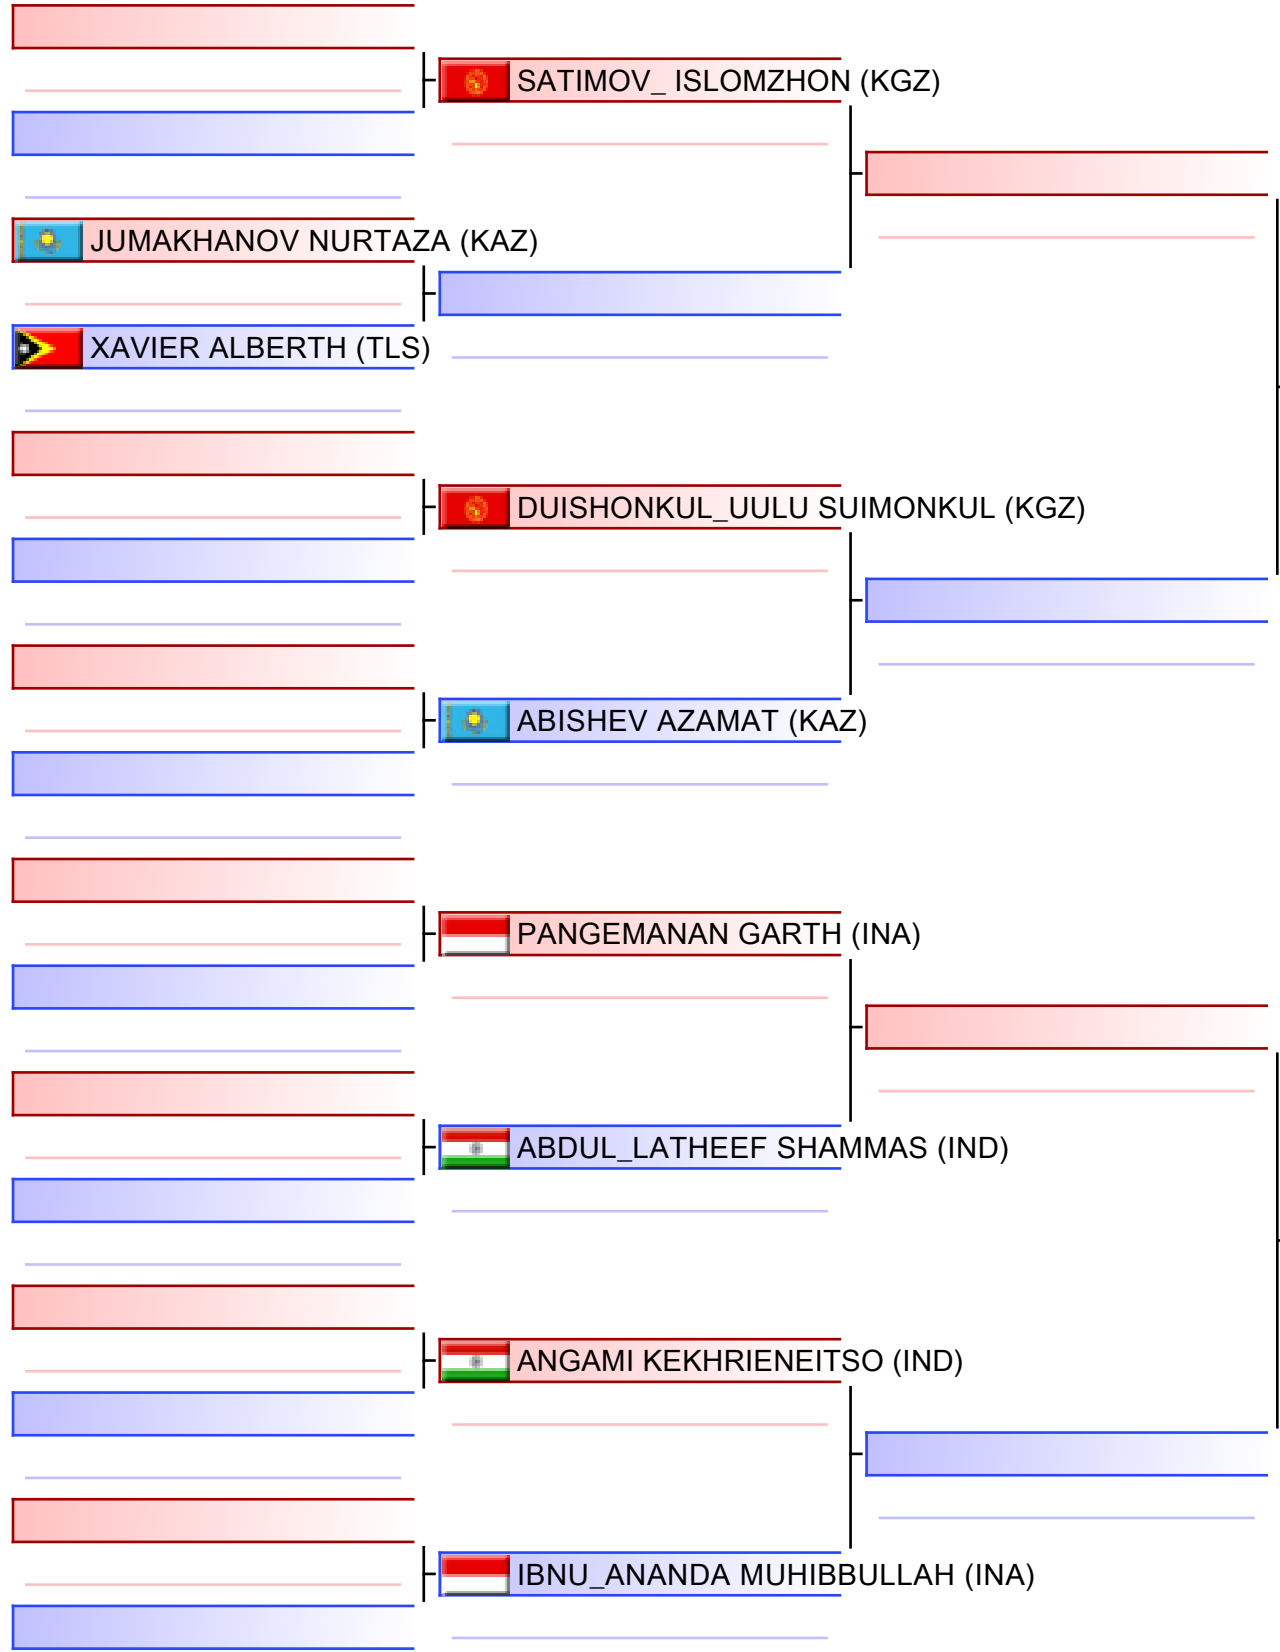 SATIMOV_ ISLOMZHON (KGZ)
JUMAKHANOV NURTAZA (KAZ)
XAVIER ALBERTH (TLS)
DUISHONKUL_UULU SUIMONKUL (KGZ)
ABISHEV AZAMAT (KAZ)
PANGEMANAN GARTH (INA)
ABDUL_LATHEEF SHAMMAS (IND)
ANGAMI KEKHRIENEITSO (IND)
IBNU_ANANDA MUHIBBULLAH (INA)